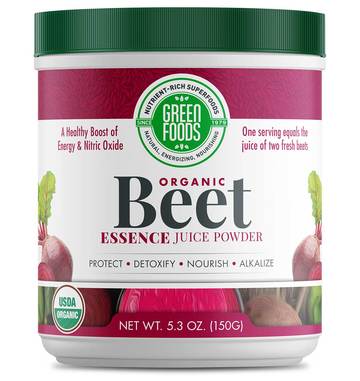 NUTRIENT-RICH SUPERFOODS
SINCE 1979
GREEN
FOODS
NATURAL, ENERGIZING, NOURISHING
A Healthy Boost of
Energy & Nitric Oxide
One serving equals the
juice of two fresh beets
ORGANIC
Beet
ESSENCE JUICE POWDER
PROTECT • DETOXIFY • NOURISH • ALKALIZE
USDA
ORGANIC
NET WT. 5.3 OZ. (150G)